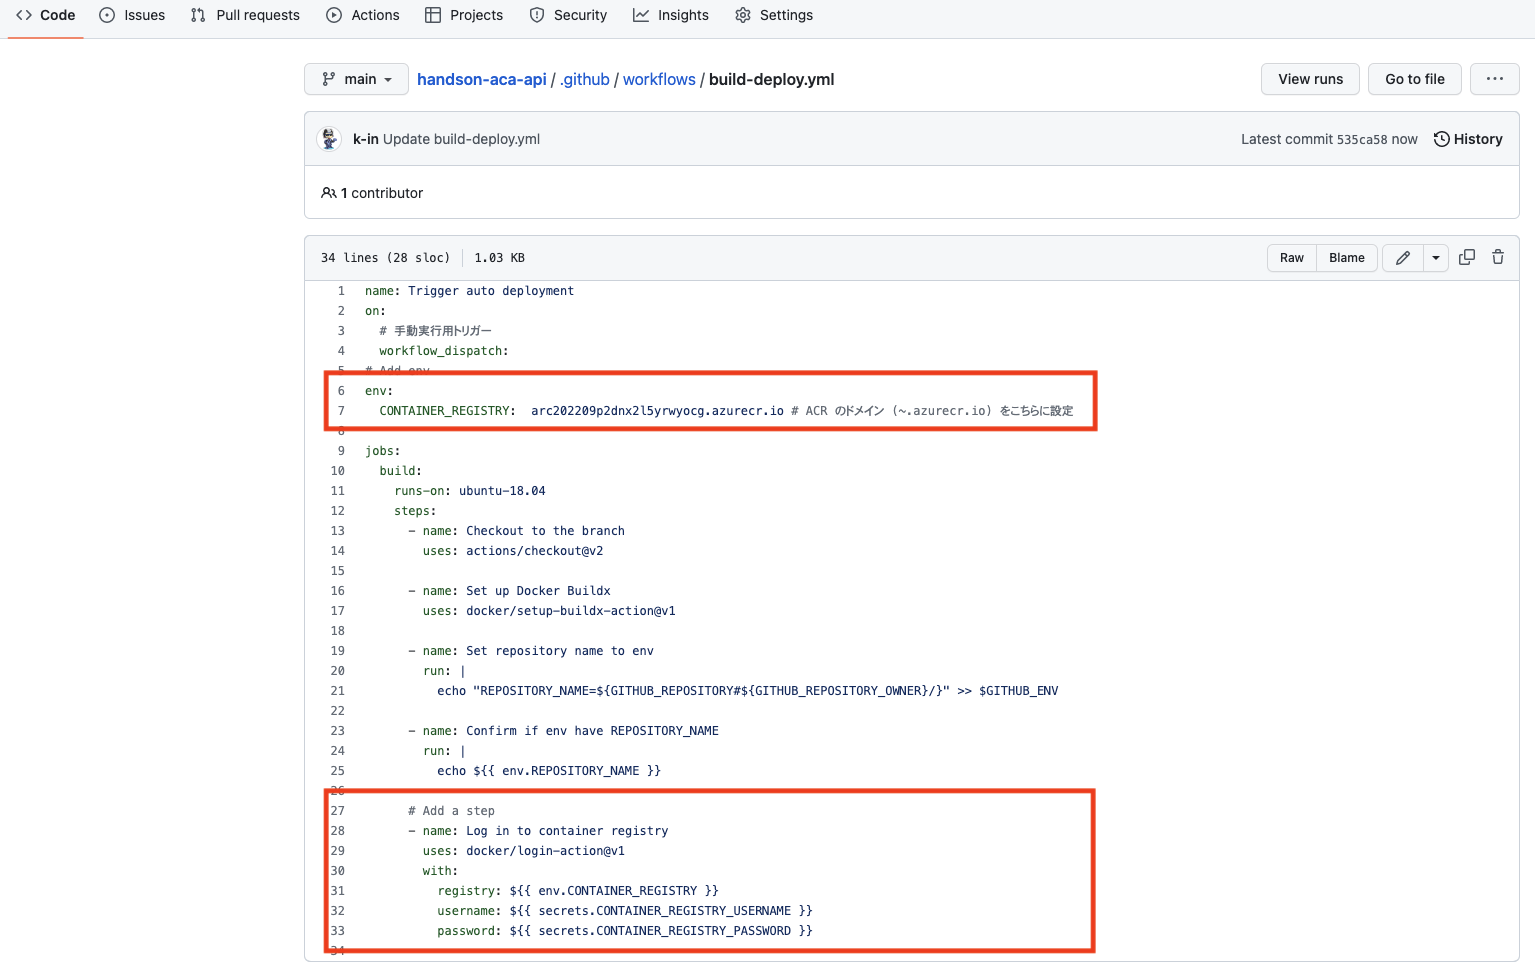 Code Issues Pull requests Actions Projects Security Insights Settings
main handson-aca-api / .github / workflows / build-deploy.yml View runs Go to file ...
k-in Update build-deploy.yml Latest commit 535ca58 now History
1 contributor
34 lines (28 sloc) 1.03 KB Raw Blame
1 name: Trigger auto deployment
2 on:
3 # 手動実行用トリガー
4 workflow_dispatch:
5 # Add env
6 env:
7 CONTAINER_REGISTRY: arc202209p2dnx2l5yrwyocg.azurecr.io # ACR のドメイン (~.azurecr.io) をこちらに設定
8
9 jobs:
10 build:
11 runs-on: ubuntu-18.04
12 steps:
13 - name: Checkout to the branch
14 uses: actions/checkout@v2
15
16 - name: Set up Docker Buildx
17 uses: docker/setup-buildx-action@v1
18
19 - name: Set repository name to env
20 run: |
21 echo "REPOSITORY_NAME=${GITHUB_REPOSITORY#${GITHUB_REPOSITORY_OWNER}/}" >> $GITHUB_ENV
22
23 - name: Confirm if env have REPOSITORY_NAME
24 run: |
25 echo ${{ env.REPOSITORY_NAME }}
26
27 # Add a step
28 - name: Log in to container registry
29 uses: docker/login-action@v1
30 with:
31 registry: ${{ env.CONTAINER_REGISTRY }}
32 username: ${{ secrets.CONTAINER_REGISTRY_USERNAME }}
33 password: ${{ secrets.CONTAINER_REGISTRY_PASSWORD }}
34